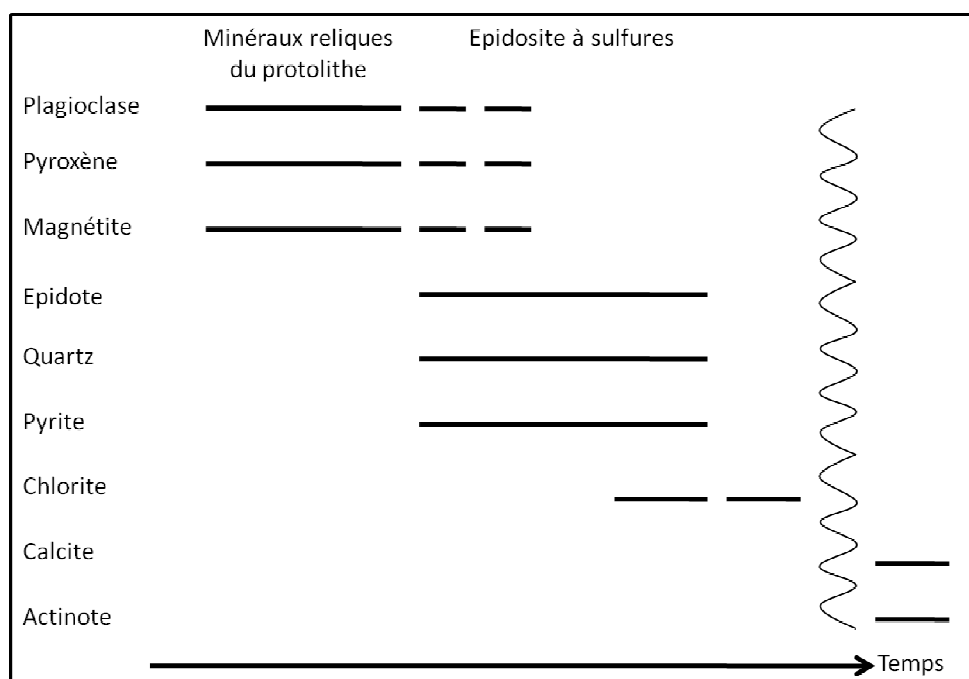 Minéraux reliques
du protolithe
Epidosite à sulfures
Plagioclase
Pyroxène
Magnétite
Epidote
Quartz
Pyrite
Chlorite
Calcite
Actinote
Temps